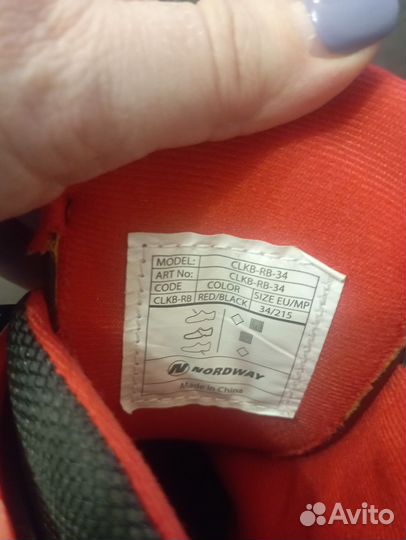 MODEL: CLKB-RB-34
ART No: CLKB-RB-34
CODE COLOR SIZE EU/MP
CLKB-RB RED/BLACK 34/215
NORDWAY
Made in China
Avito